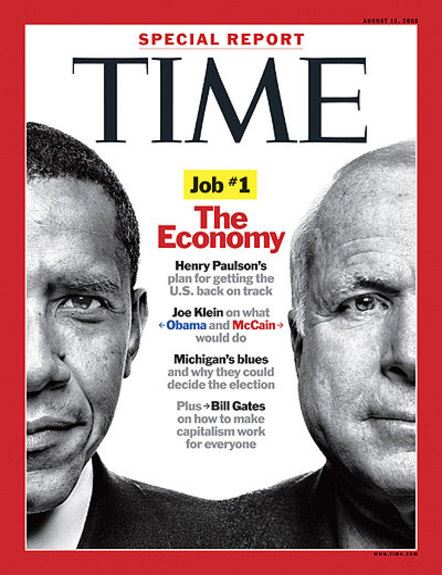 AUGUST 11, 2008
SPECIAL REPORT
TIME
Job #1
The
Economy
Henry Paulson's
plan for getting the
U.S. back on track
Joe Klein on what
←Obama and McCain→
would do
Michigan's blues
and why they could
decide the election
Plus→Bill Gates
on how to make
capitalism work
for everyone
www.time.com